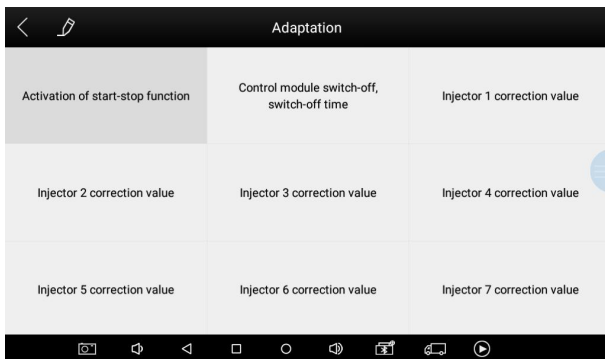 Adaptation
Activation of start-stop function
Control module switch-off,
switch-off time
Injector 1 correction value
Injector 2 correction value
Injector 3 correction value
Injector 4 correction value
Injector 5 correction value
Injector 6 correction value
Injector 7 correction value